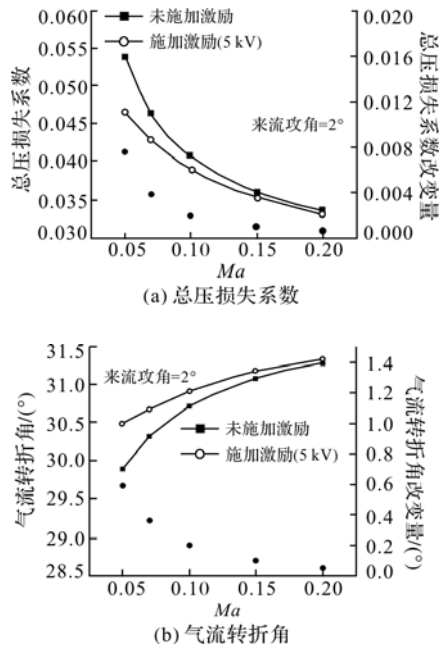 未施加激励
施加激励(5 kV)
来流攻角=2°
总压损失系数
0.060
0.055
0.050
0.045
0.040
0.035
0.030
总压损失系数改变量
0.020
0.016
0.012
0.008
0.004
0.000
0.05 0.10 0.15 0.20
Ma
(a) 总压损失系数
来流攻角=2°
未施加激励
施加激励(5 kV)
气流转折角/(°)
31.5
31.0
30.5
30.0
29.5
29.0
28.5
气流转折角改变量/(°)
1.4
1.2
1.0
0.8
0.6
0.4
0.2
0.0
0.05 0.10 0.15 0.20
Ma
(b) 气流转折角